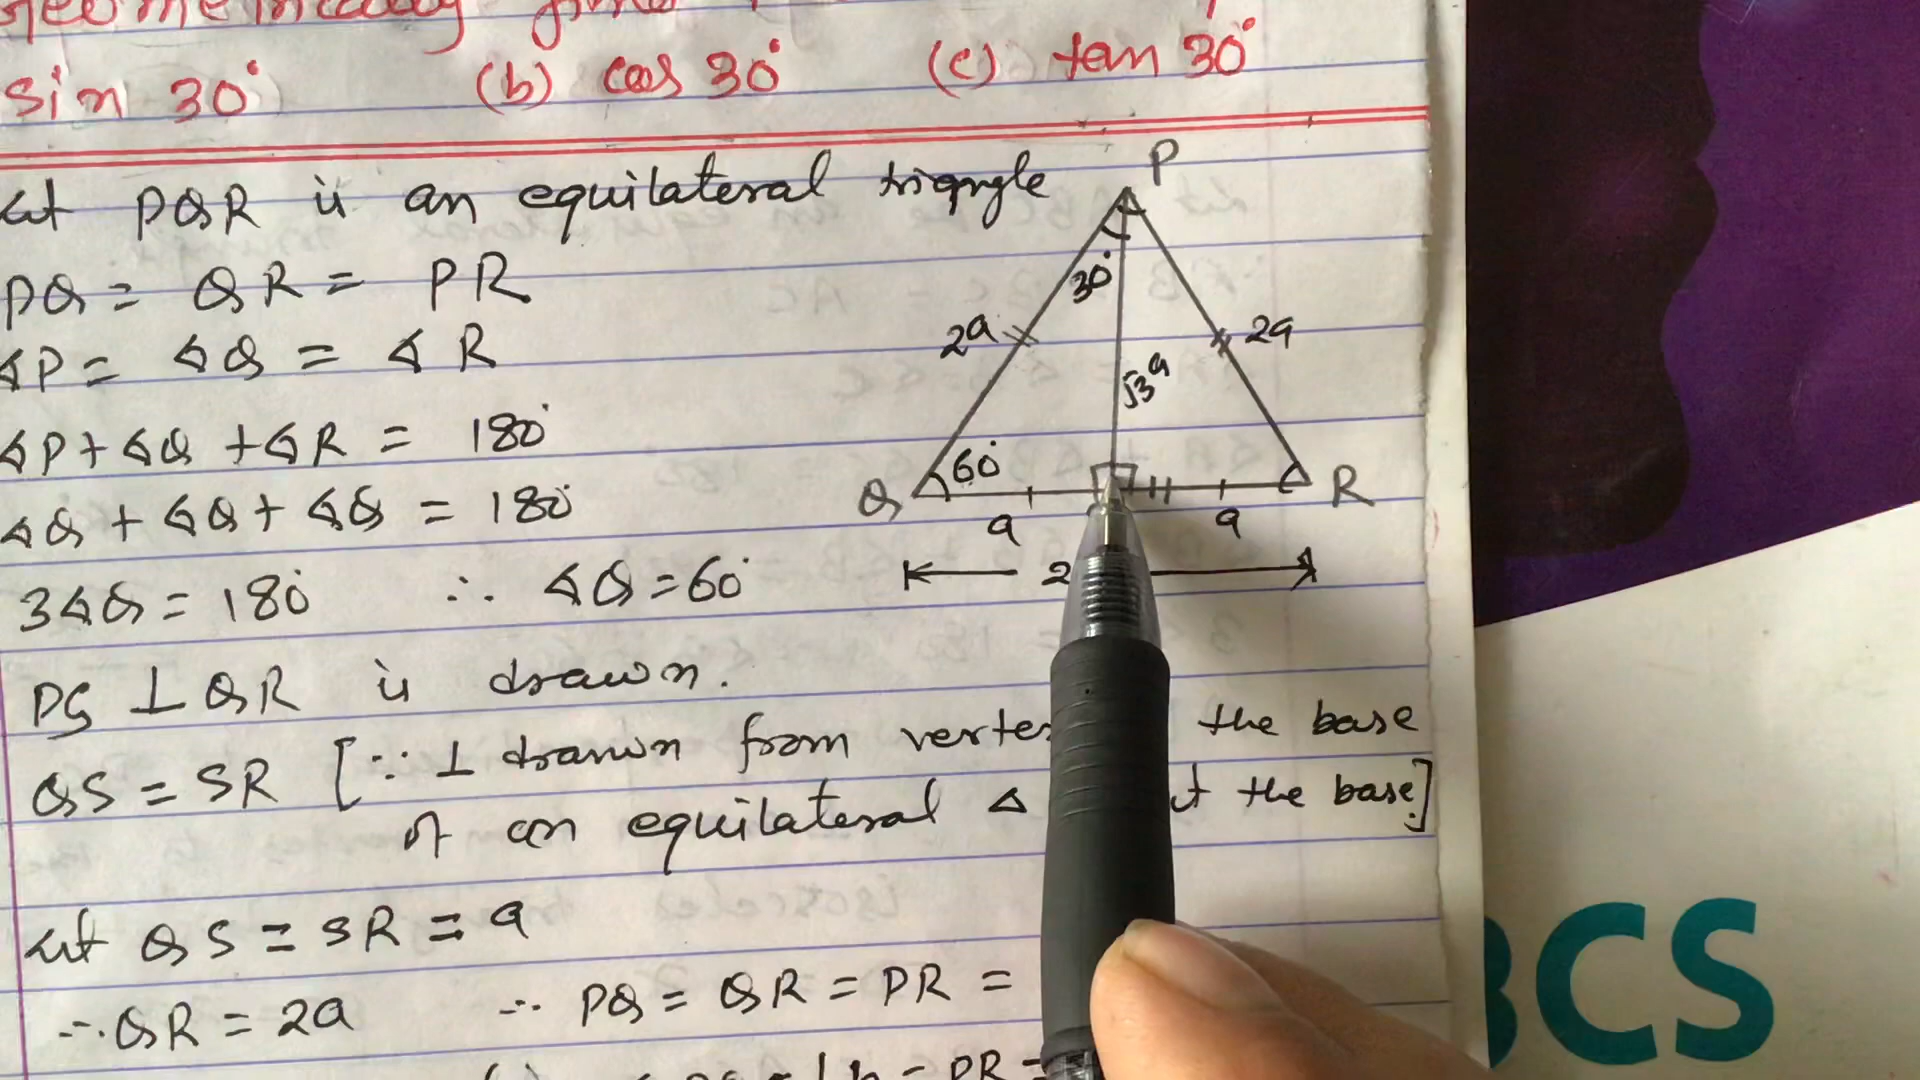 sin 30° (b) cos 30° (c) tan 30°
Let PQR is an equilateral triangle
PQ = QR = PR
∡P = ∡Q = ∡R
∡P + ∡Q + ∡R = 180°
∡Q + ∡Q + ∡Q = 180°
3∡Q = 180° ∴ ∡Q = 60°
PS ⊥ QR is drawn.
QS = SR [∵ ⊥ drawn from the base
of an equilateral Δ the base.]
Let QS = SR = a
∴ QR = 2a ∴ PQ = QR = PR =
P
30°
2a
2a
√3a
60°
Q
R
a
a
BCS